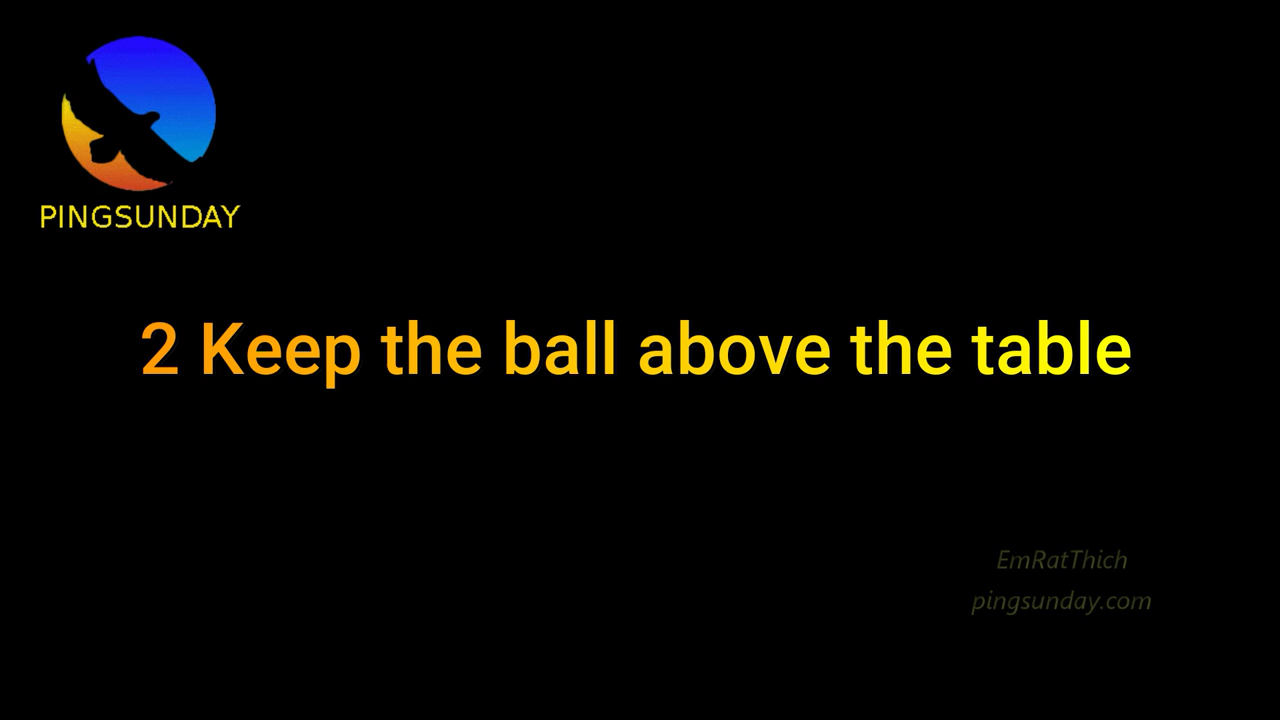 PINGSUNDAY
2 Keep the ball above the table
EmRatThich
pingsunday.com